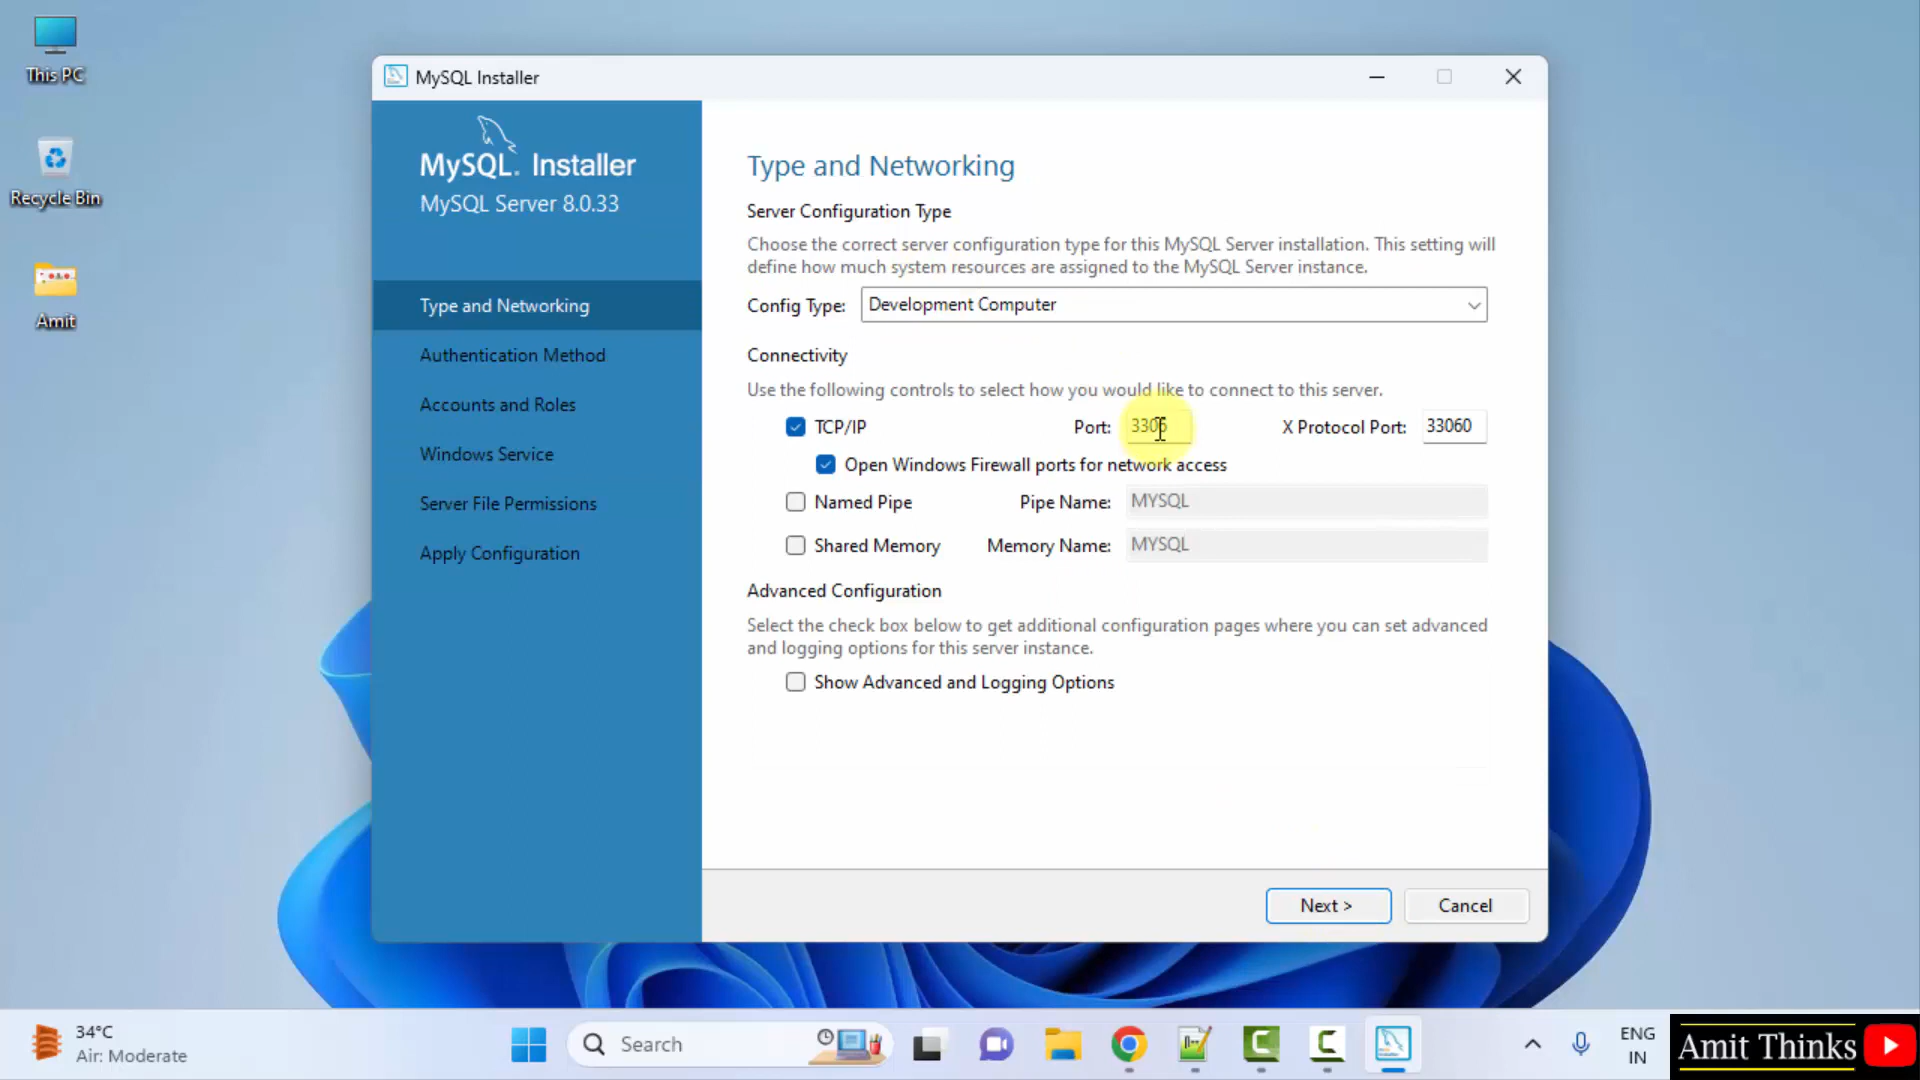 This PC
Recycle Bin
Amit
MySQL Installer
MySQL. Installer
MySQL Server 8.0.33
Type and Networking
Authentication Method
Accounts and Roles
Windows Service
Server File Permissions
Apply Configuration
Type and Networking
Server Configuration Type
Choose the correct server configuration type for this MySQL Server installation. This setting will
define how much system resources are assigned to the MySQL Server instance.
Config Type: Development Computer
Connectivity
Use the following controls to select how you would like to connect to this server.
TCP/IP Port: 3306 X Protocol Port: 33060
Open Windows Firewall ports for network access
Named Pipe Pipe Name: MYSQL
Shared Memory Memory Name: MYSQL
Advanced Configuration
Select the check box below to get additional configuration pages where you can set advanced
and logging options for this server instance.
Show Advanced and Logging Options
Next > Cancel
34°C
Air: Moderate
Search
ENG
IN
Amit Thinks